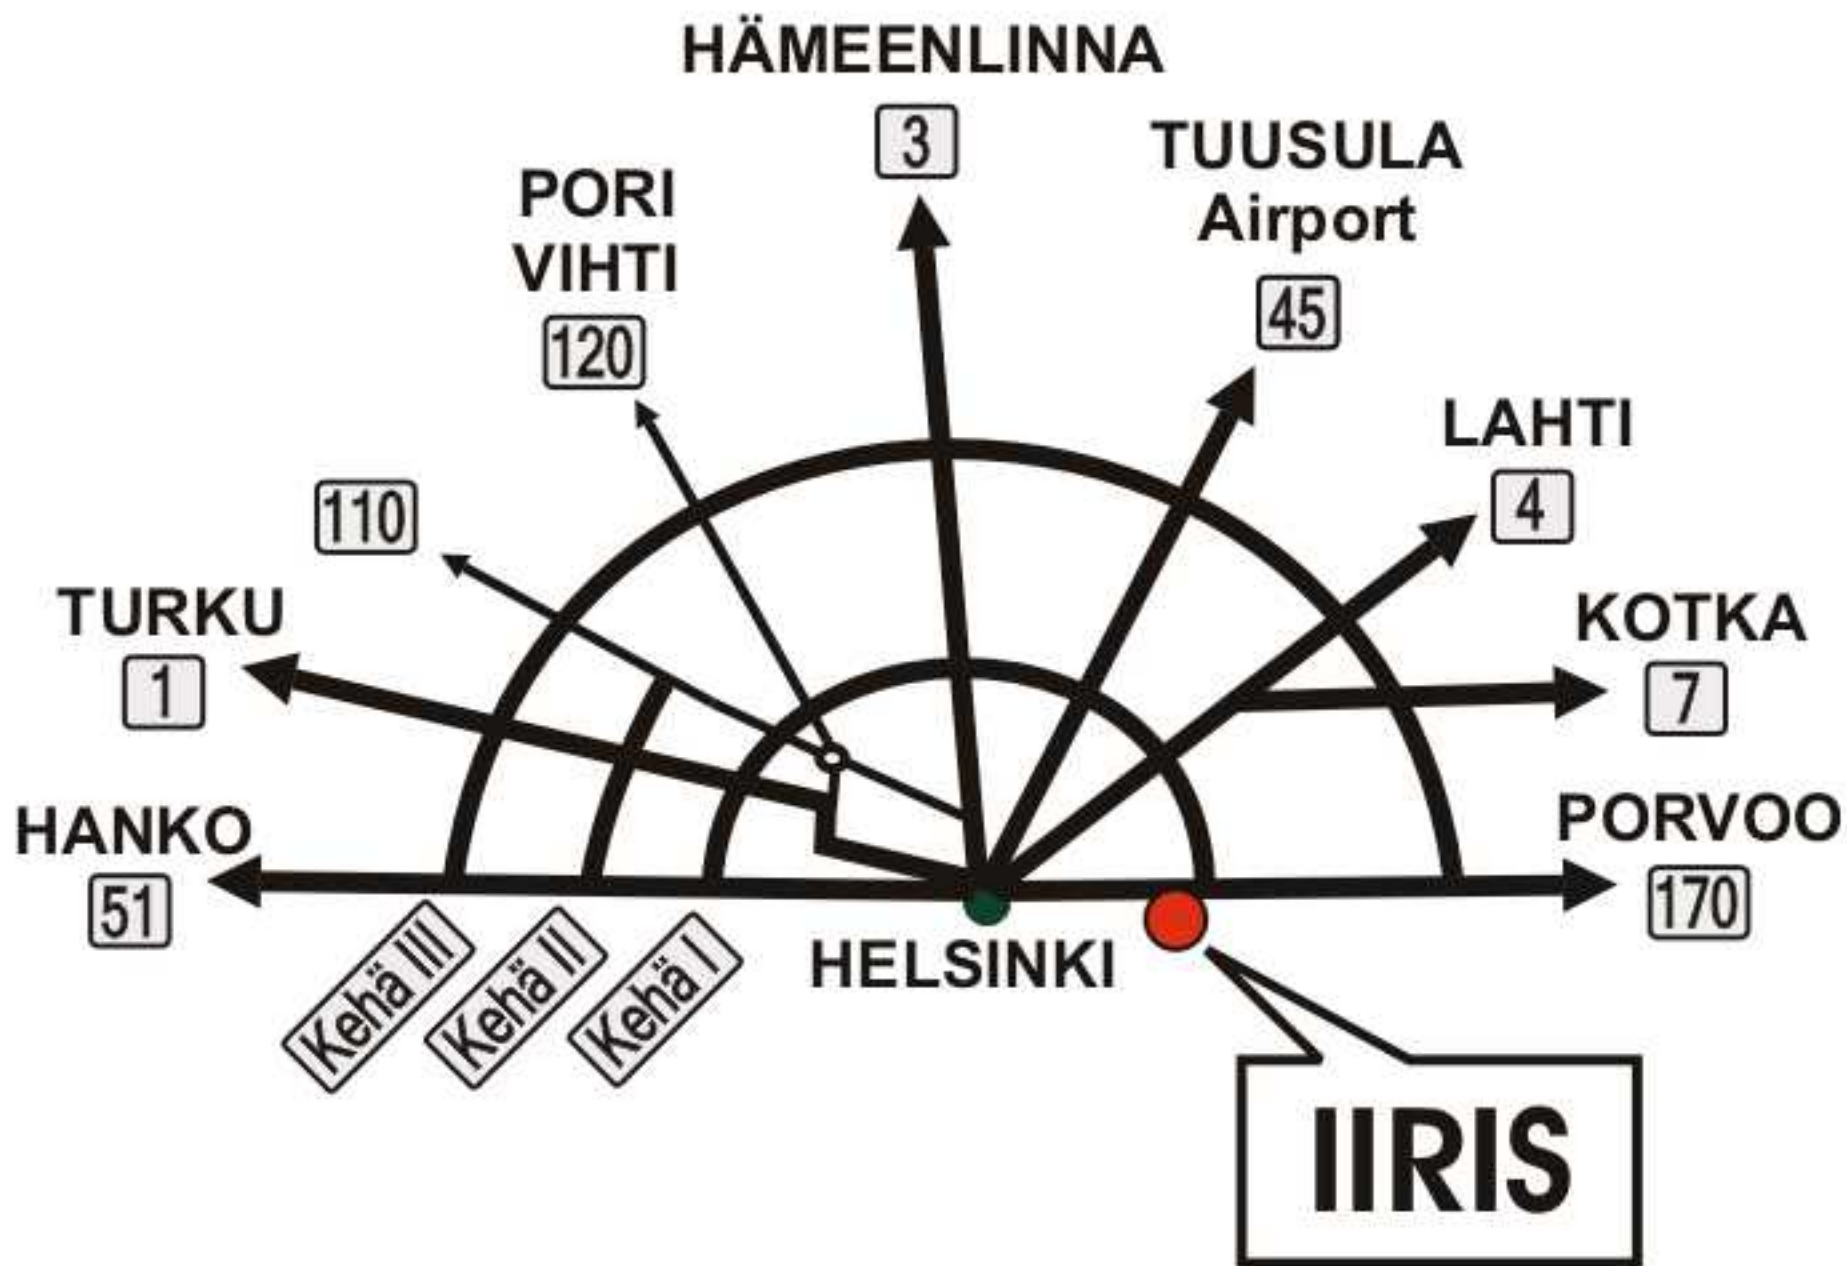 HÄMEENLINNA
3
TUUSULA
Airport
45
PORI
VIHTI
120
LAHTI
4
110
TURKU
1
KOTKA
7
HANKO
51
PORVOO
170
Kehä III
Kehä II
Kehä I
HELSINKI
IIRIS